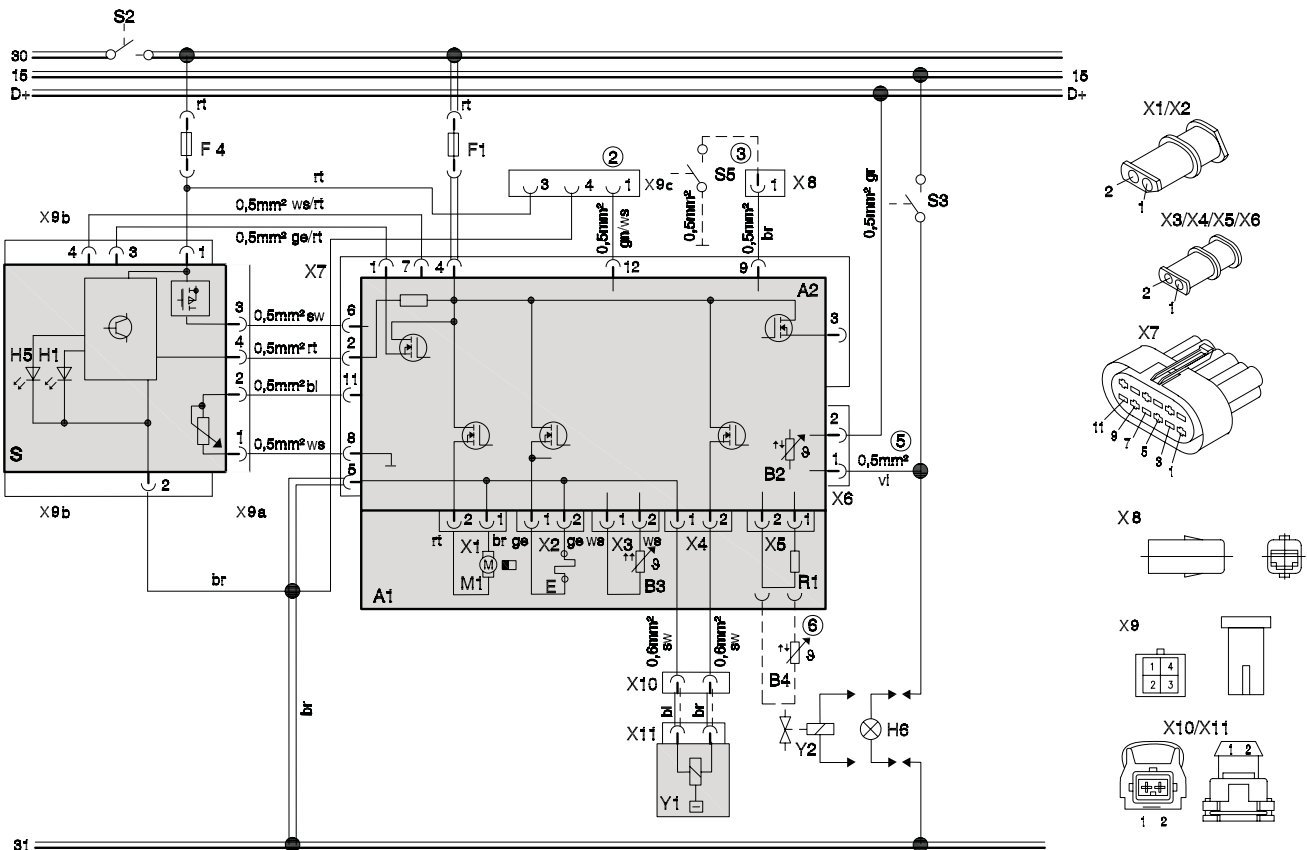 S2
30
15
15
D+
D+
rt
rt
F 4
F1
X1/X2
2
1
rt
2
3 4 1
X9c
S5
3
1
X8
0,5mm² gr
S3
X9b
0,5mm² ws/rt
0,5mm² ge/rt
0,5mm²
gn/ws
0,5mm²
0,5mm²
br
X3/X4/X5/X6
2
1
4 3 1
X7
1 7 4 12 9
A2
3
0,5mm² sw
6
3
X7
4
0,5mm² rt
2
H5 H1
2
0,5mm² bl
11
1
0,5mm² ws
8
5
S
2
B2
ϑ
2
5
1
0,5mm²
vi
X6
11
9
7
5
3
1
X9b
2
X9a
2 1 1 2 1 2 1 2 2 1
rt X1 br ge X2 ge ws X3 ws X4 X5
M
M1
E
ϑ
B3
R1
A1
br
X8
0,6mm²
sw
0,6mm²
sw
6
ϑ
B4
X9
1 4
2 3
X10
bl
br
br
X11
Y2
H6
Y1
X10/X11
1 2
1 2
31